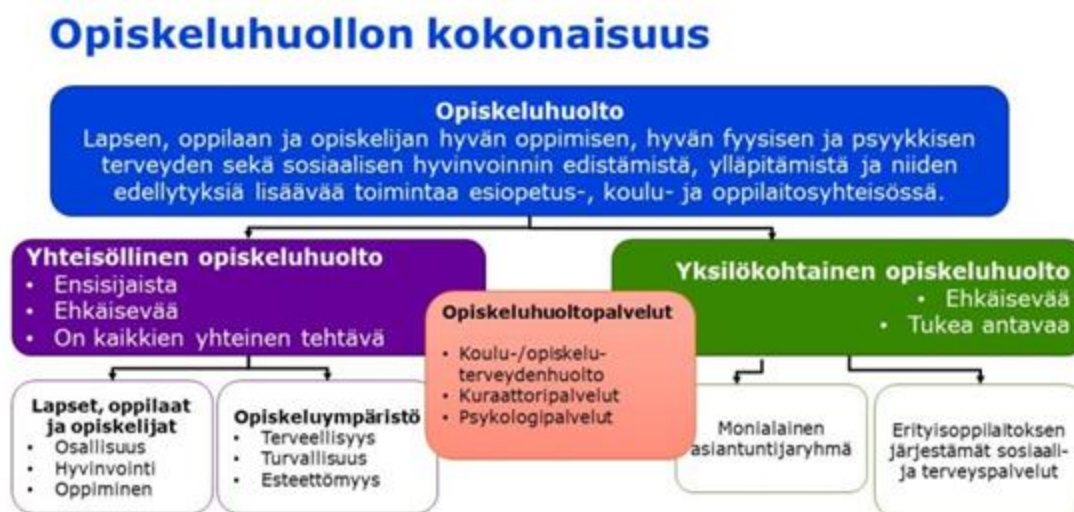 Opiskeluhuollon kokonaisuus
Opiskeluhuolto
Lapsen, oppilaan ja opiskelijan hyvän oppimisen, hyvän fyysisen ja psyykkisen
terveyden sekä sosiaalisen hyvinvoinnin edistämistä, ylläpitämistä ja niiden
edellytyksiä lisäävää toimintaa esiopetus-, koulu- ja oppilaitosyhteisössä.
Yhteisöllinen opiskeluhuolto
• Ensisijaista
• Ehkäisevää
• On kaikkien yhteinen tehtävä
Opiskeluhuoltopalvelut
• Koulu-/opiskelu-
terveydenhuolto
• Kuraattoripalvelut
• Psykologipalvelut
Yksilökohtainen opiskeluhuolto
• Ehkäisevää
• Tukea antavaa
Lapset, oppilaat
ja opiskelijat
• Osallisuus
• Hyvinvointi
• Oppiminen
Opiskeluympäristö
• Terveellisyys
• Turvallisuus
• Esteettömyys
Monialainen
asiantuntijaryhmä
Erityisoppilaitoksen
järjestämät sosiaali-
ja terveyspalvelut